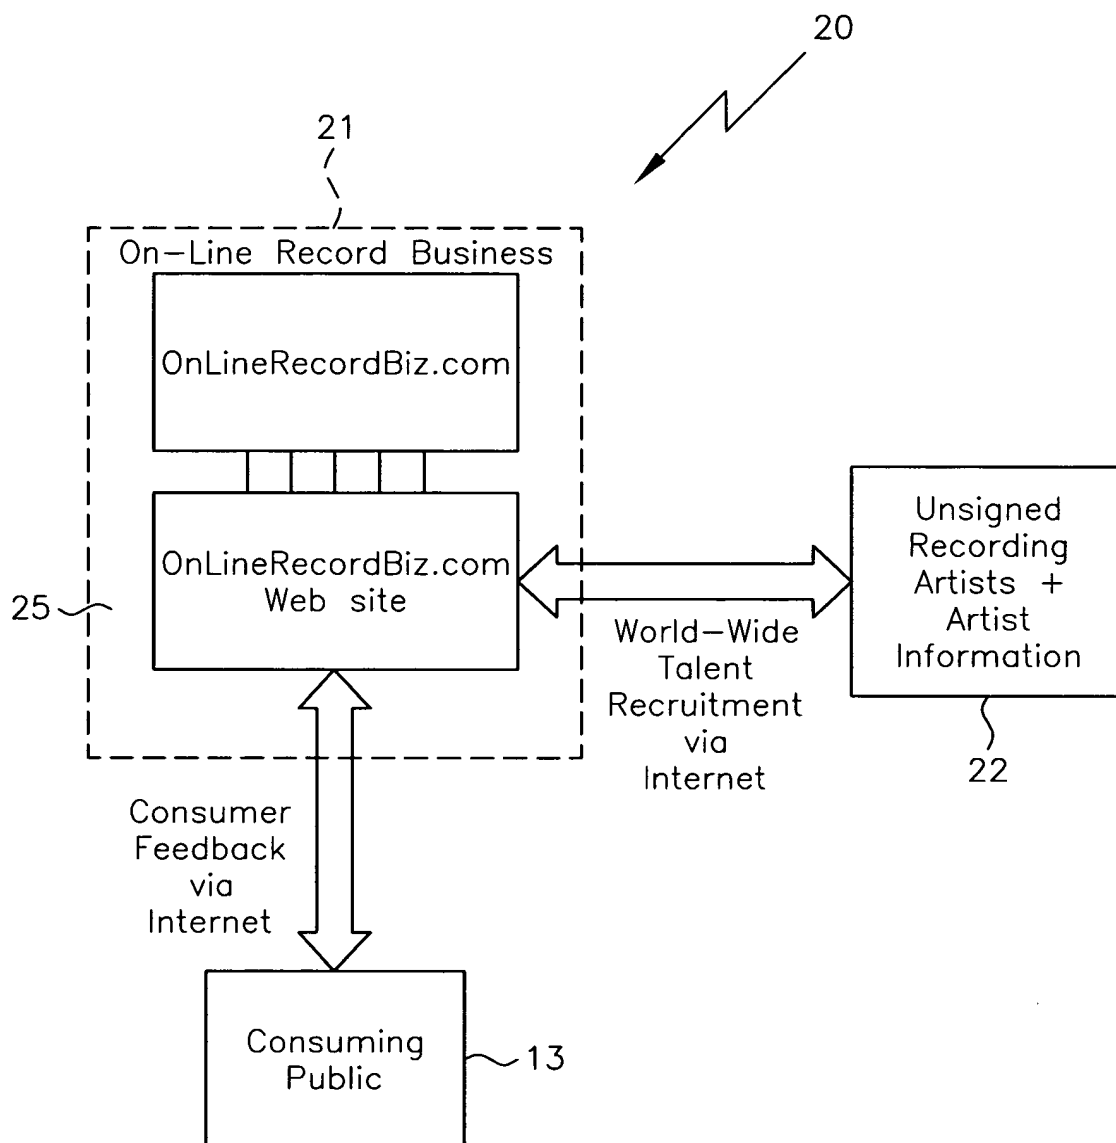 20
21
On-Line Record Business
OnLineRecordBiz.com
OnLineRecordBiz.com
Web site
25
Unsigned
Recording
Artists +
Artist
Information
22
World-Wide
Talent
Recruitment
via
Internet
Consumer
Feedback
via
Internet
Consuming
Public
13